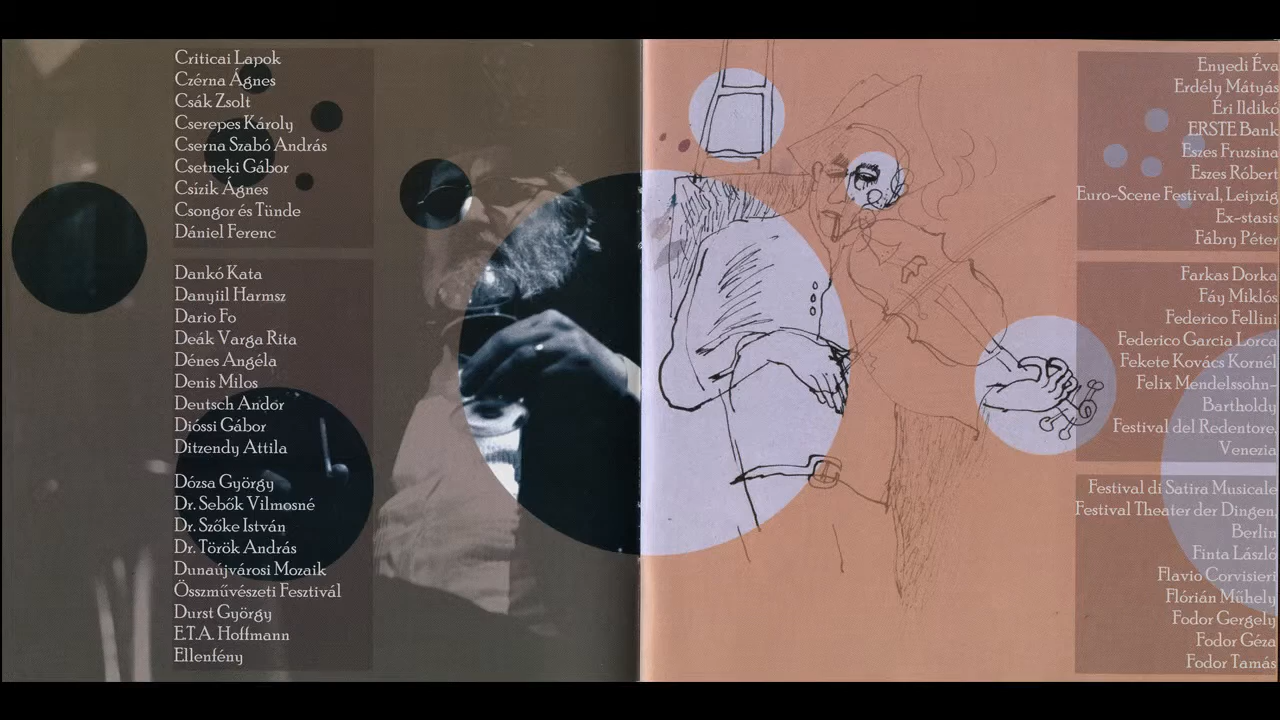 Criticai Lapok
Czérna Ágnes
Csák Zsolt
Cserepes Károly
Cserna Szabó András
Csetneki Gábor
Csizik Ágnes
Csongor és Tünde
Dániel Ferenc
Dankó Kata
Danyiil Harmsz
Dario Fo
Deák Varga Rita
Dénes Angéla
Denis Milos
Deutsch Andor
Dióssi Gábor
Ditzendy Attila
Dózsa György
Dr. Sebők Vilmosné
Dr. Szőke István
Dr. Török András
Dunaújvárosi Mozaik
Összművészeti Fesztivál
Durst György
E.T.A. Hoffmann
Ellenfény
Enyedi Éva
Erdély Mátyás
Éri Ildikó
ERSTE Bank
Eszes Fruzsina
Eszes Róbert
Euro-Scene Festival, Leipzig
Ex-stasis
Fábry Péter
Farkas Dorka
Fáy Miklós
Federico Fellini
Federico Garcia Lorca
Fekete Kovács Kornél
Felix Mendelssohn-
Bartholdy
Festival del Redentore,
Venezia
Festival di Satira Musicale
Festival Theater der Dingen,
Berlin
Finta László
Flavio Corvisieri
Flórián Műhely
Fodor Gergely
Fodor Géza
Fodor Tamás